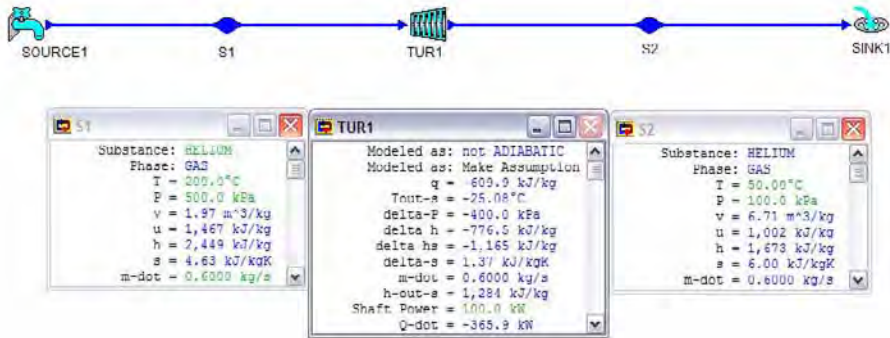 SOURCE1
S1
TUR1
S2
SINK1
S1
Substance: HELIUM
Phase: GAS
T = 200.0°C
P = 500.0 kPa
v = 1.97 m^3/kg
u = 1,467 kJ/kg
h = 2,449 kJ/kg
s = 4.63 kJ/kgK
m-dot = 0.6000 kg/s
TUR1
Modeled as: not ADIABATIC
Modeled as: Make Assumption
q = -609.9 kJ/kg
Tout-s = -25.08°C
delta-P = -400.0 kPa
delta h = -776.5 kJ/kg
delta hs = -1,165 kJ/kg
delta-s = 1.37 kJ/kgK
m-dot = 0.6000 kg/s
h-out-s = 1,284 kJ/kg
Shaft Power = 100.0 kW
Q-dot = -365.9 kW
S2
Substance: HELIUM
Phase: GAS
T = 50.00°C
P = 100.0 kPa
v = 6.71 m^3/kg
u = 1,002 kJ/kg
h = 1,673 kJ/kg
s = 6.00 kJ/kgK
m-dot = 0.6000 kg/s